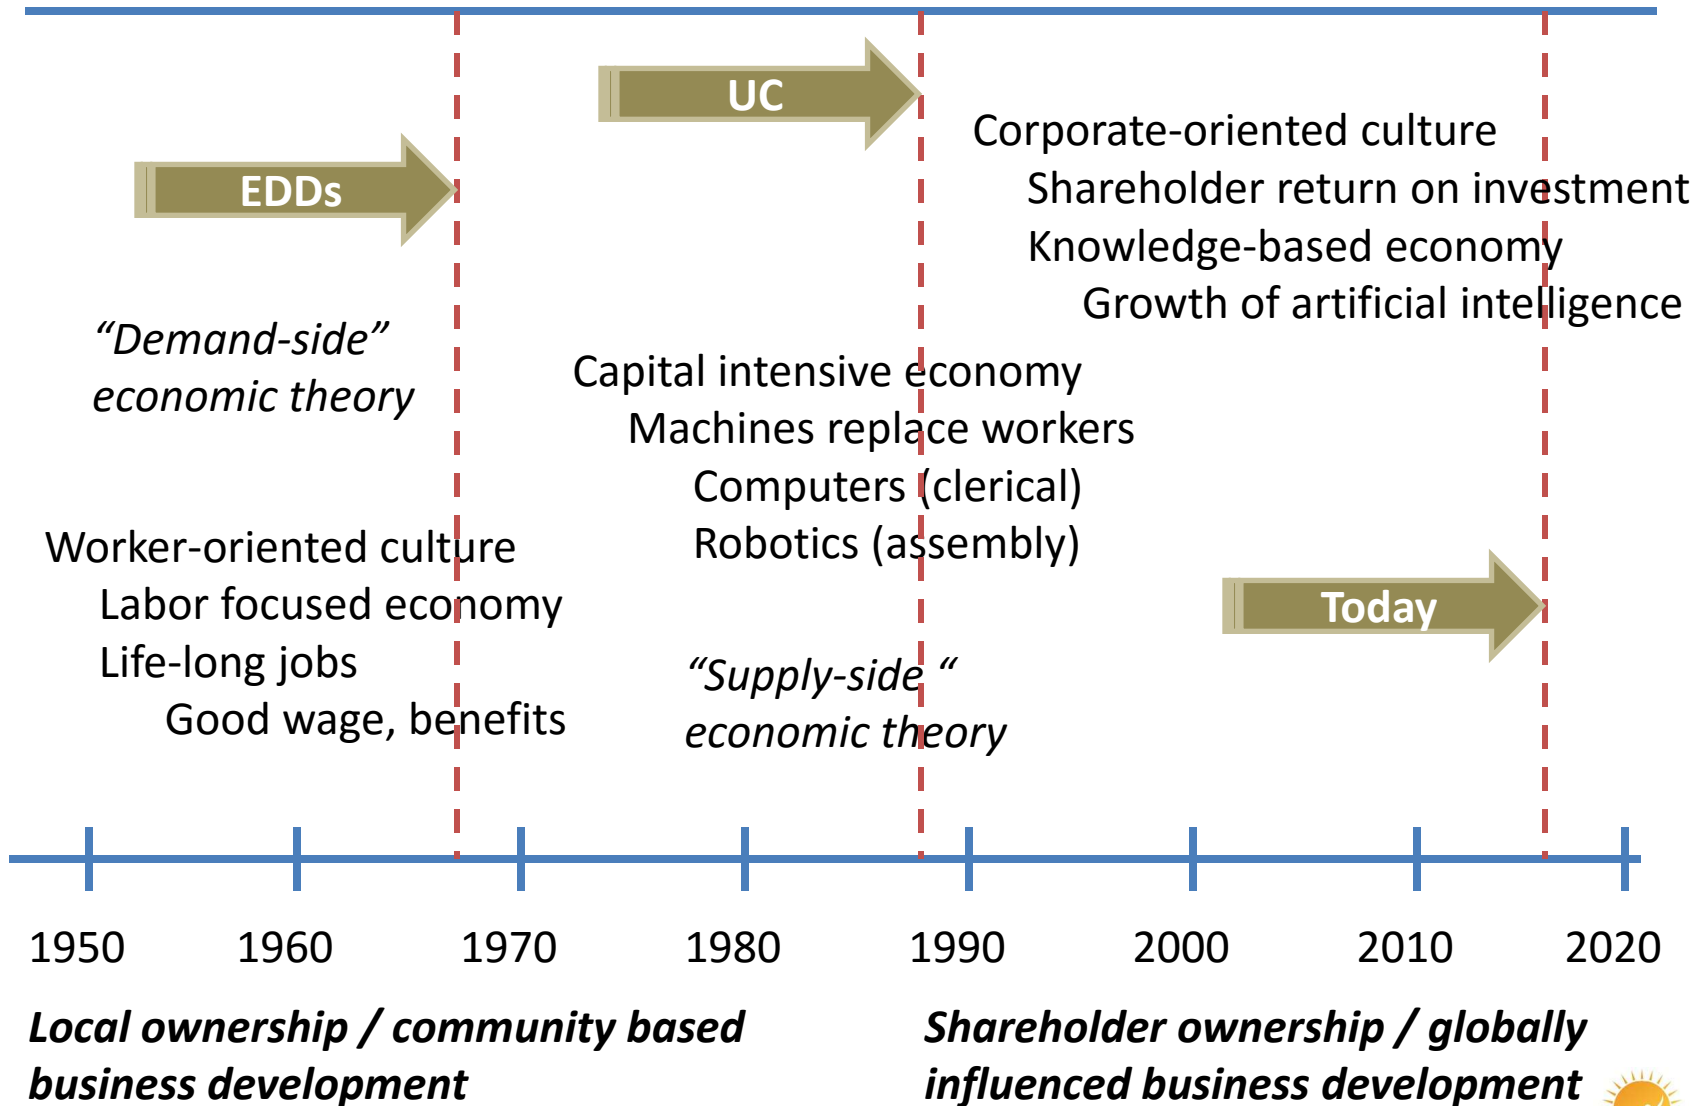 UC
EDDs
Corporate-oriented culture
Shareholder return on investment
Knowledge-based economy
Growth of artificial intelligence
“Demand-side”
economic theory
Capital intensive economy
Machines replace workers
Computers (clerical)
Robotics (assembly)
Worker-oriented culture
Labor focused economy
Life-long jobs
Good wage, benefits
Today
“Supply-side “
economic theory
1950 1960 1970 1980 1990 2000 2010 2020
Local ownership / community based
business development
Shareholder ownership / globally
influenced business development